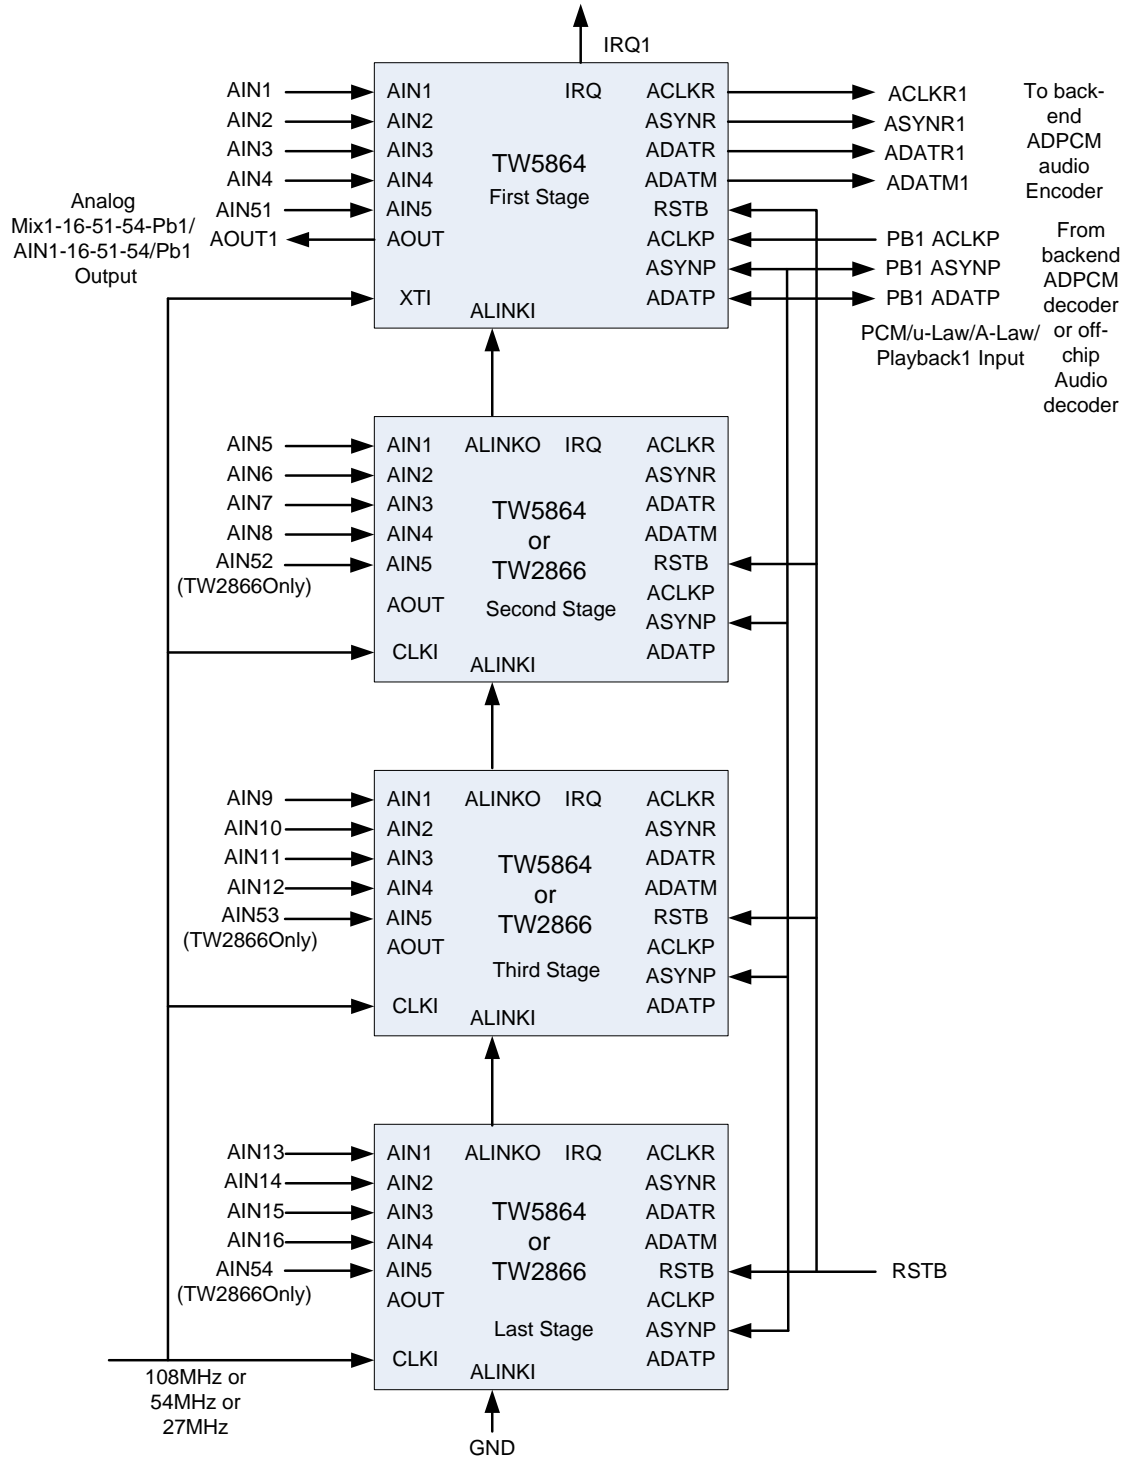 IRQ1
AIN1
AIN2
AIN3
AIN4
AIN51
AOUT1
Analog
Mix1-16-51-54-Pb1/
AIN1-16-51-54/Pb1
Output
AIN1
AIN2
AIN3
AIN4
AIN5
AOUT
XTI
IRQ
TW5864
First Stage
ALINKI
ACLKR
ASYNR
ADATR
ADATM
RSTB
ACLKP
ASYNP
ADATP
ACLKR1
ASYNR1
ADATR1
ADATM1
PB1 ACLKP
PB1 ASYNP
PB1 ADATP
PCM/u-Law/A-Law/
Playback1 Input
To back-
end
ADPCM
audio
Encoder
From
backend
ADPCM
decoder
or off-
chip
Audio
decoder
AIN5
AIN6
AIN7
AIN8
AIN52
(TW2866Only)
AIN1
AIN2
AIN3
AIN4
AIN5
AOUT
CLKI
ALINKO
IRQ
TW5864
or
TW2866
Second Stage
ALINKI
ACLKR
ASYNR
ADATR
ADATM
RSTB
ACLKP
ASYNP
ADATP
AIN9
AIN10
AIN11
AIN12
AIN53
(TW2866Only)
AIN1
AIN2
AIN3
AIN4
AIN5
AOUT
CLKI
ALINKO
IRQ
TW5864
or
TW2866
Third Stage
ALINKI
ACLKR
ASYNR
ADATR
ADATM
RSTB
ACLKP
ASYNP
ADATP
AIN13
AIN14
AIN15
AIN16
AIN54
(TW2866Only)
AIN1
AIN2
AIN3
AIN4
AIN5
AOUT
CLKI
ALINKO
IRQ
TW5864
or
TW2866
Last Stage
ALINKI
ACLKR
ASYNR
ADATR
ADATM
RSTB
ACLKP
ASYNP
ADATP
RSTB
108MHz or
54MHz or
27MHz
GND